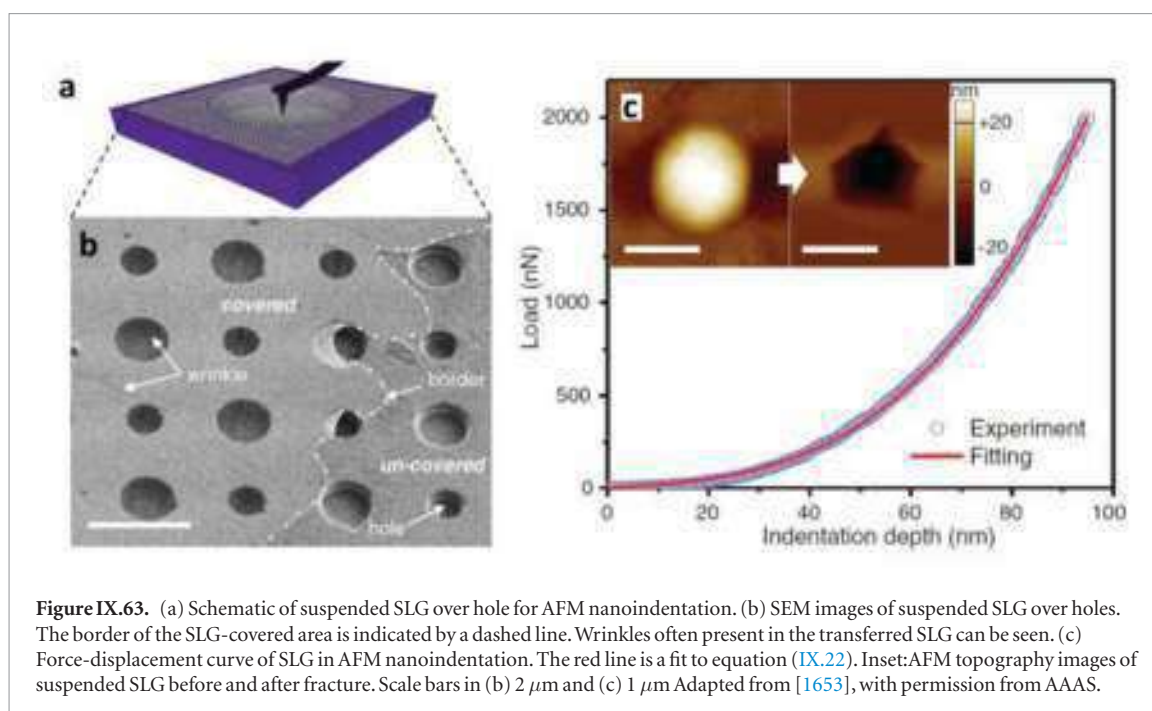 a
b
covered
wrinkle
border
un-covered
hole
c
nm
+20
0
-20
2000
1500
1000
500
0
Load (nN)
Experiment
Fitting
0 20 40 60 80 100
Indentation depth (nm)
Figure IX.63. (a) Schematic of suspended SLG over hole for AFM nanoindentation. (b) SEM images of suspended SLG over holes.
The border of the SLG-covered area is indicated by a dashed line. Wrinkles often present in the transferred SLG can be seen. (c)
Force-displacement curve of SLG in AFM nanoindentation. The red line is a fit to equation (IX.22). Inset:AFM topography images of
suspended SLG before and after fracture. Scale bars in (b) 2 μm and (c) 1 μm Adapted from [1653], with permission from AAAS.